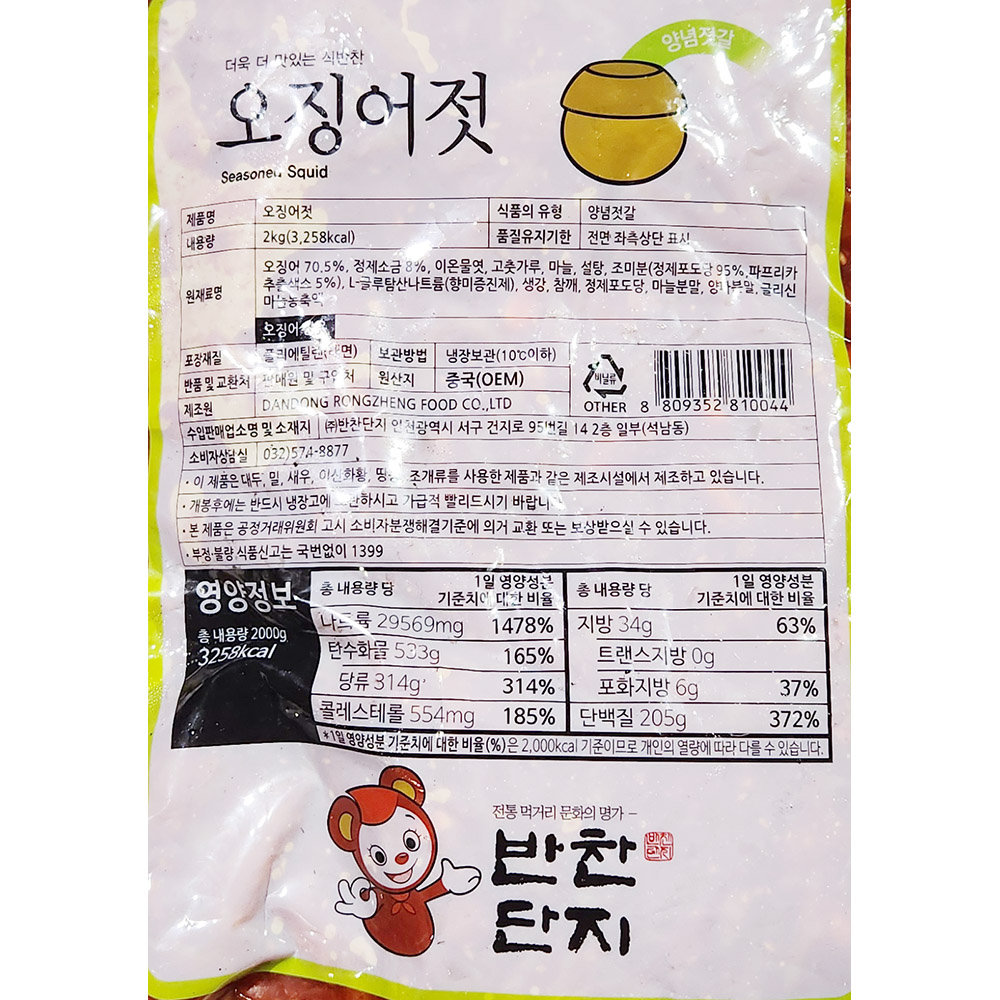 양념젓갈
더욱 더 맛있는 식반찬
오징어젓
Seasoned Squid
제품명 오징어젓 식품의 유형 양념젓갈
내용량 2kg(3,258kcal) 품질유지기한 전면 좌측상단 표시
원재료명 오징어 70.5%, 정제소금 8%, 이온물엿, 고춧가루, 마늘, 설탕, 조미분(정제포도당 95%,파프리카
추출색소 5%), L-글루탐산나트륨(향미증진제), 생강, 참깨, 정제포도당, 마늘분말, 양파분말, 글리신
마늘농축액
오징어
포장재질 폴리에틸렌(내면) 보관방법 냉장보관(10℃이하)
반품 및 교환처 판매원 및 구입처 원산지 중국(OEM)
제조원 DANDONG RONGZHENG FOOD CO.,LTD
비닐류
OTHER
8 809352 810044
수입판매업소명 및 소재지 ㈜반찬단지 인천광역시 서구 건지로 95번길 14 2층 일부(석남동)
소비자상담실 032)574-8877
· 이 제품은 대두, 밀, 새우, 아황산, 조개류를 사용한 제품과 같은 제조시설에서 제조하고 있습니다.
· 개봉후에는 반드시 냉장고에 보관하시고 가급적 빨리드시기 바랍니다.
· 본 제품은 공정거래위원회 고시 소비자분쟁해결기준에 의거 교환 또는 보상받으실 수 있습니다.
· 부정·불량 식품신고는 국번없이 1399
영양정보
총 내용량 2000g
3258kcal
총 내용량 당 1일 영양성분
기준치에 대한 비율
나트륨 29569mg 1478%
탄수화물 533g 165%
당류 314g 314%
콜레스테롤 554mg 185%
총 내용량 당 1일 영양성분
기준치에 대한 비율
지방 34g 63%
트랜스지방 0g
포화지방 6g 37%
단백질 205g 372%
*1일 영양성분 기준치에 대한 비율(%)은 2,000kcal 기준이므로 개인의 열량에 따라 다를 수 있습니다.
전통 먹거리 문화의 명가 –
반찬
단지
반찬
단지